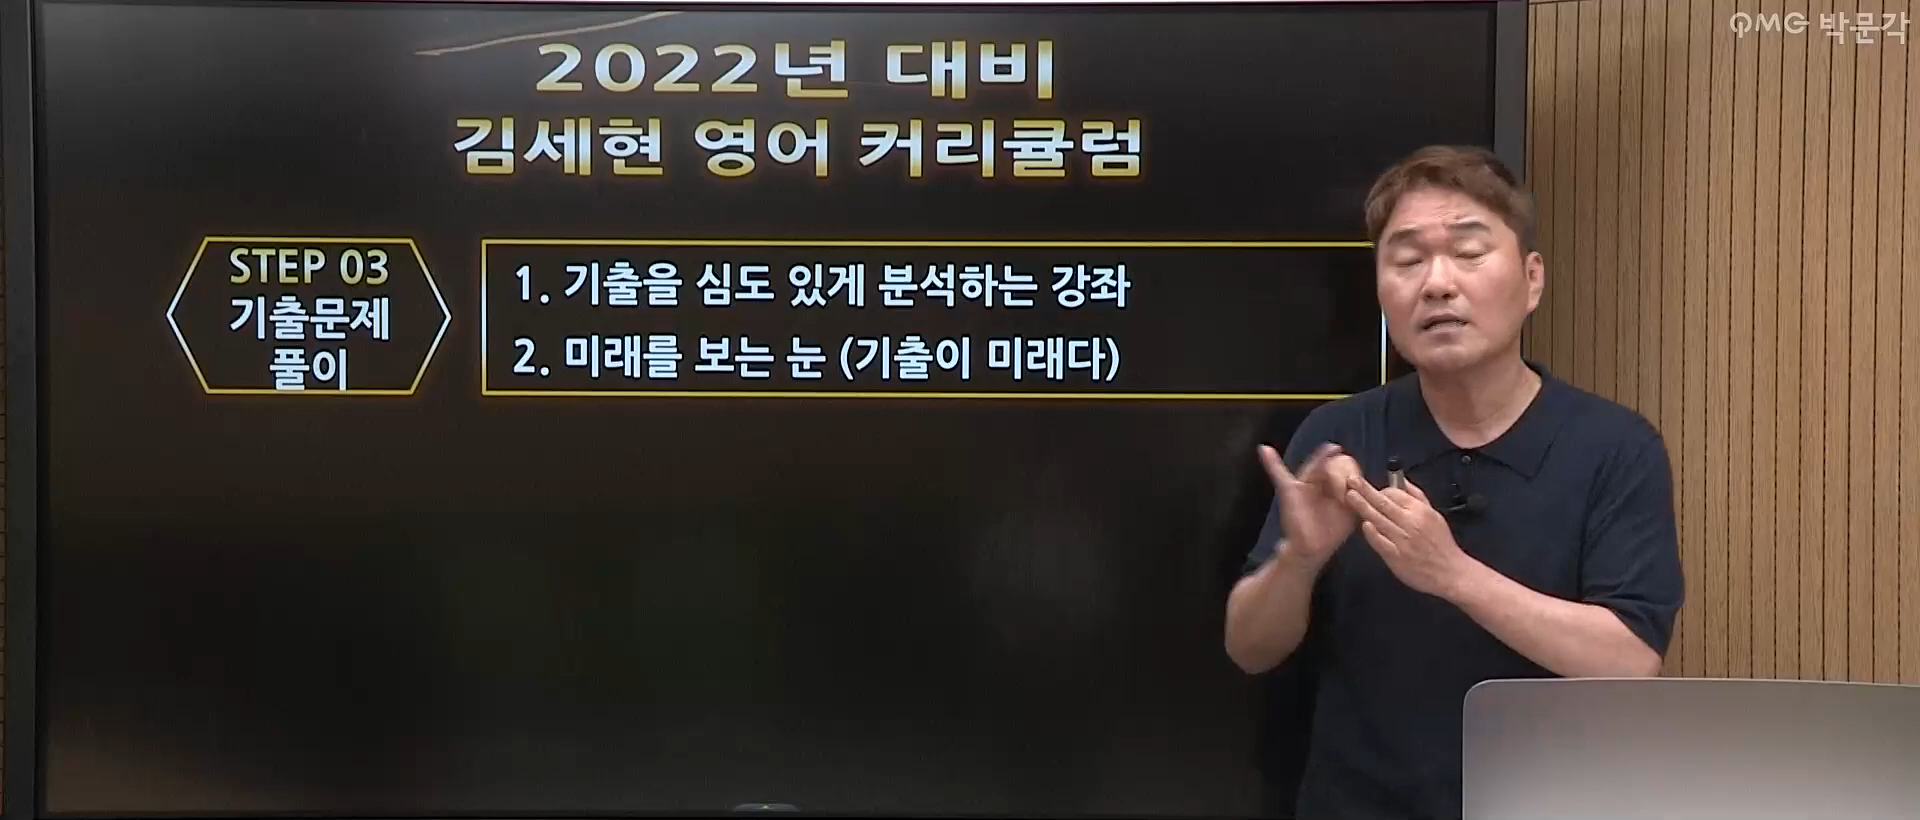 PMG 박문각
2022년 대비
김세현 영어 커리큘럼
STEP 03
기출문제
풀이
1. 기출을 심도 있게 분석하는 강좌
2. 미래를 보는 눈 (기출이 미래다)